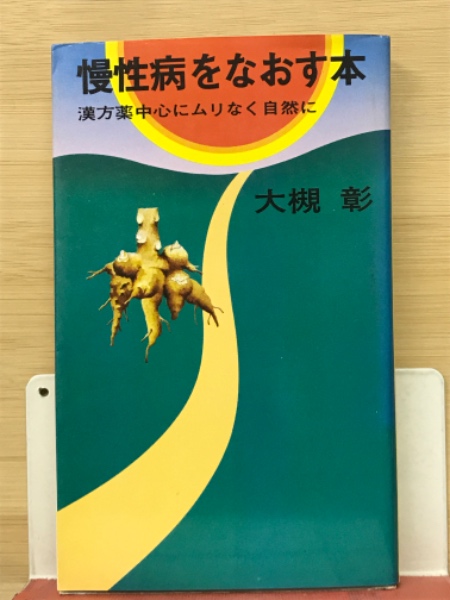 慢性病をなおす本
漢方薬中心にムリなく自然に
大槻 彰